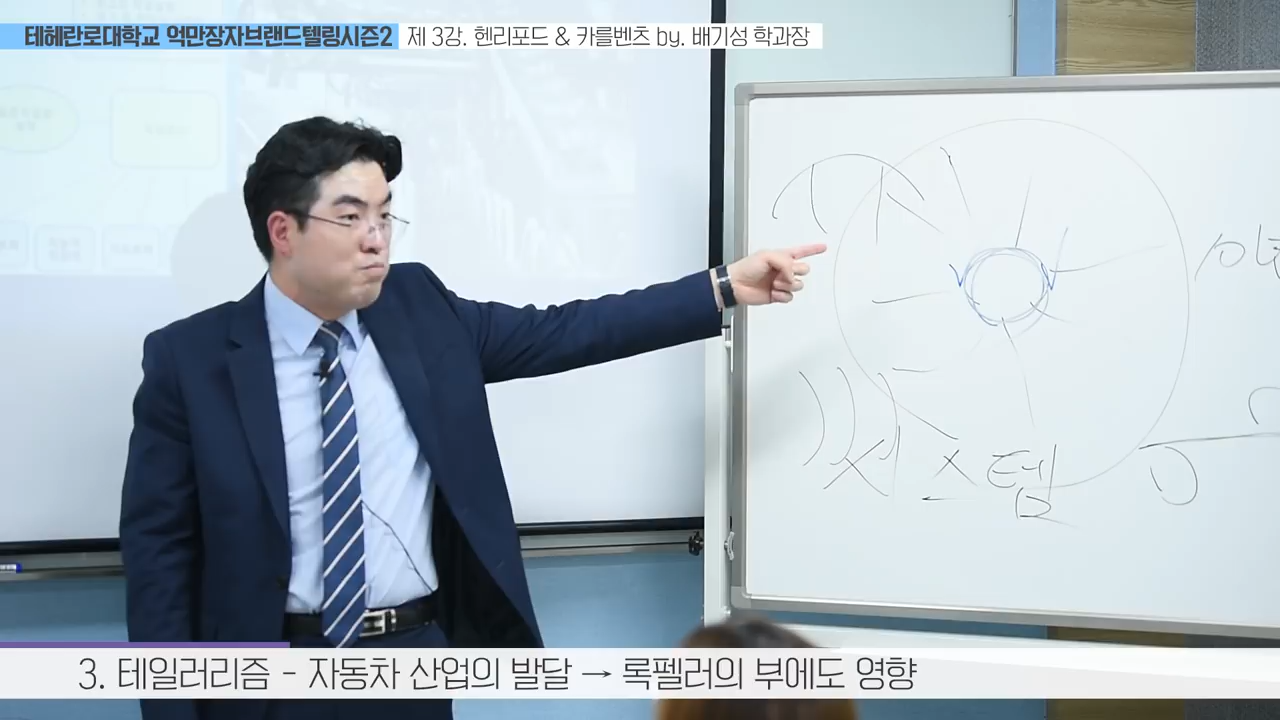 테헤란로대학교 억만장자브랜드텔링시즌2 제 3강. 헨리포드 & 카를벤츠 by. 배기성 학과장
시스템
3. 테일러리즘 - 자동차 산업의 발달 → 록펠러의 부에도 영향